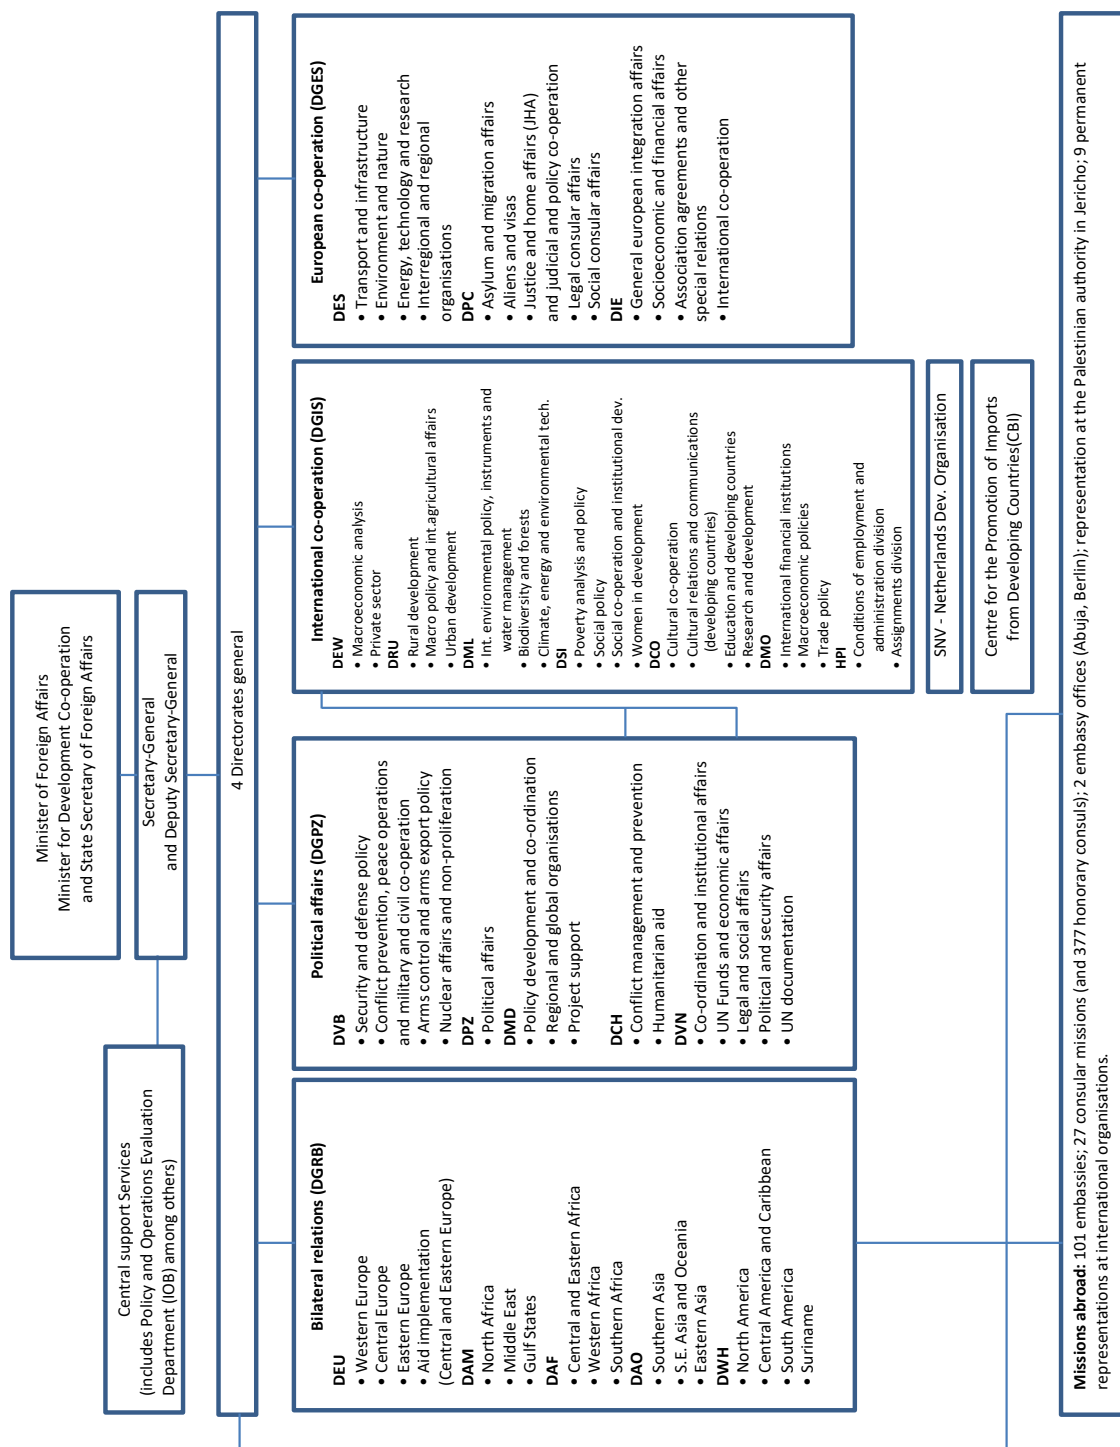 Minister of Foreign Affairs
Minister for Development Co-operation
and State Secretary of Foreign Affairs
Secretary-General
and Deputy Secretary-General
Central support Services
(includes Policy and Operations Evaluation
Department (IOB) among others)
4 Directorates general
Bilateral relations (DGRB)
DEU
• Western Europe
• Central Europe
• Eastern Europe
• Aid implementation
(Central and Eastern Europe)
DAM
• North Africa
• Middle East
• Gulf States
DAF
• Central and Eastern Africa
• Western Africa
• Southern Africa
DAO
• Southern Asia
• S.E. Asia and Oceania
• Eastern Asia
DWH
• North America
• Central America and Caribbean
• South America
• Suriname
Political affairs (DGPZ)
DVB
• Security and defense policy
• Conflict prevention, peace operations
and military and civil co-operation
• Arms control and arms export policy
• Nuclear affairs and non-proliferation
DPZ
• Political affairs
DMD
• Policy development and co-ordination
• Regional and global organisations
• Project support
DCH
• Conflict management and prevention
• Humanitarian aid
DVN
• Co-ordination and institutional affairs
• UN Funds and economic affairs
• Legal and social affairs
• Political and security affairs
• UN documentation
International co-operation (DGIS)
DEW
• Macroeconomic analysis
• Private sector
DRU
• Rural development
• Macro policy and int.agricultural affairs
• Urban development
DML
• Int. environmental policy, instruments and
water management
• Biodiversity and forests
• Climate, energy and environmental tech.
DSI
• Poverty analysis and policy
• Social policy
• Social co-operation and institutional dev.
• Women in development
DCO
• Cultural co-operation
• Cultural relations and communications
(developing countries)
• Education and developing countries
• Research and development
DMO
• International financial institutions
• Macroeconomic policies
• Trade policy
HPI
• Conditions of employment and
administration division
• Assignments division
SNV - Netherlands Dev. Organisation
Centre for the Promotion of Imports
from Developing Countries(CBI)
European co-operation (DGES)
DES
• Transport and infrastructure
• Environment and nature
• Energy, technology and research
• Interregional and regional
organisations
DPC
• Asylum and migration affairs
• Aliens and visas
• Justice and home affairs (JHA)
and judicial and policy co-operation
• Legal consular affairs
• Social consular affairs
DIE
• General european integration affairs
• Socioeconomic and financial affairs
• Association agreements and other
special relations
• International co-operation
Missions abroad: 101 embassies; 27 consular missions (and 377 honorary consuls); 2 embassy offices (Abuja, Berlin); representation at the Palestinian authority in Jericho; 9 permanent
representations at international organisations.